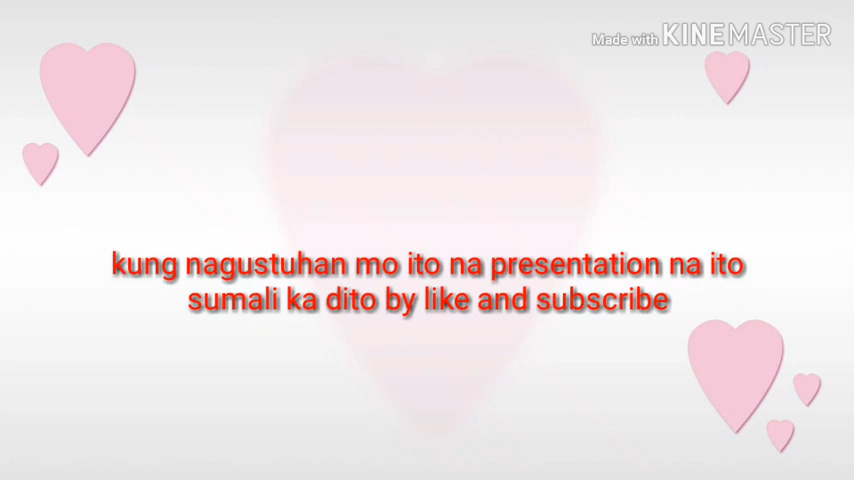 Made with KINEMASTER
kung nagustuhan mo ito na presentation na ito
sumali ka dito by like and subscribe